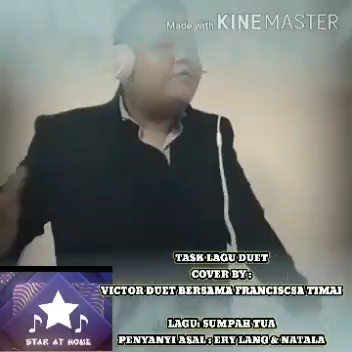 Made with KINEMASTER
TASK LAGU DUET
COVER BY :
VICTOR DUET BERSAMA FRANCISCSA TIMAI
LAGU: SUMPAH TUA
PENYANYI ASAL : ERY LANG & NATALA
STAR AT HOME